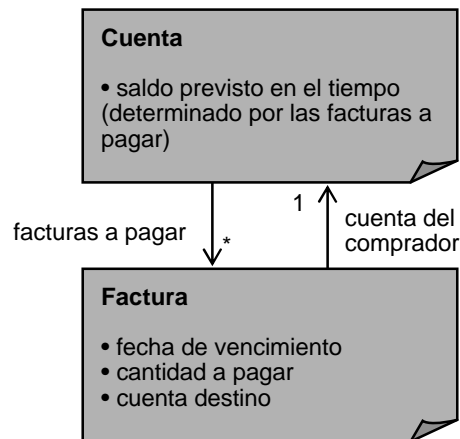 Cuenta
• saldo previsto en el tiempo
(determinado por las facturas a
pagar)
facturas a pagar
*
1
cuenta del
comprador
Factura
• fecha de vencimiento
• cantidad a pagar
• cuenta destino